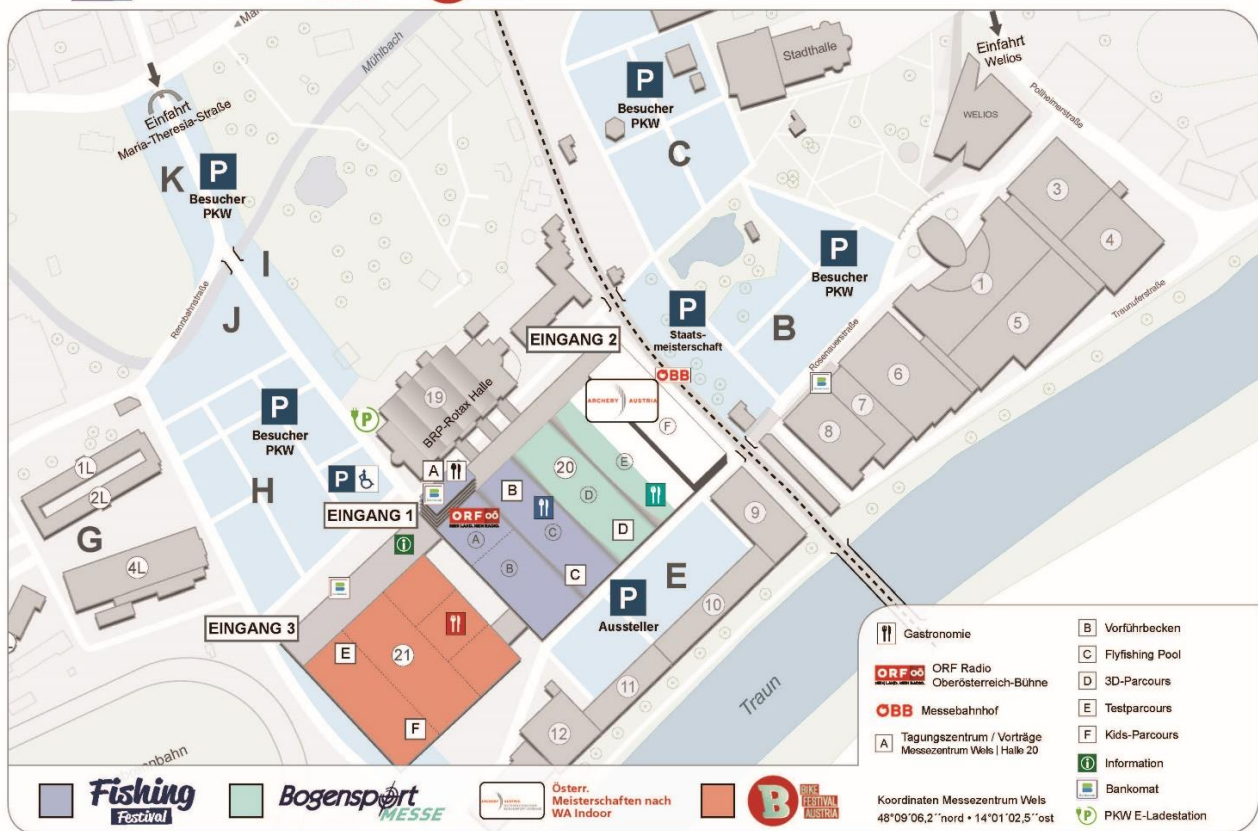 Mühlbach
Einfahrt
Maria-Theresia-Straße
K
P
Besucher
PKW
I
J
Rennbahnstraße
P
Besucher
PKW
H
1L
2L
G
4L
P
Besucher
PKW
C
Stadthalle
Einfahrt
Welios
WELIOS
Pollheimerstraße
3
4
1
5
Traunuferstraße
P
Besucher
PKW
B
P
Staats-
meisterschaft
ÖBB
Rosenauerstraße
6
7
8
EINGANG 2
19
BRP-Rotax Halle
P
P
A
EINGANG 1
ORF OÖ
ARCHERY AUSTRIA
F
E
20
D
D
B
C
C
A
B
EINGANG 3
E
21
F
E
P
Aussteller
9
10
11
12
Traun
Gastronomie
ORF OÖ
ORF Radio
Oberösterreich-Bühne
ÖBB Messebahnhof
A Tagungszentrum / Vorträge
Messezentrum Wels | Halle 20
B Vorführbecken
C Flyfishing Pool
D 3D-Parcours
E Testparcours
F Kids-Parcours
Information
Bankomat
P PKW E-Ladestation
Koordinaten Messezentrum Wels
48°09´06,2´´nord • 14°01´02,5´´ost
Fishing
Festival
Bogensport
MESSE
ARCHERY AUSTRIA
Österr.
Meisterschaften nach
WA Indoor
B
BIKE
FESTIVAL
AUSTRIA